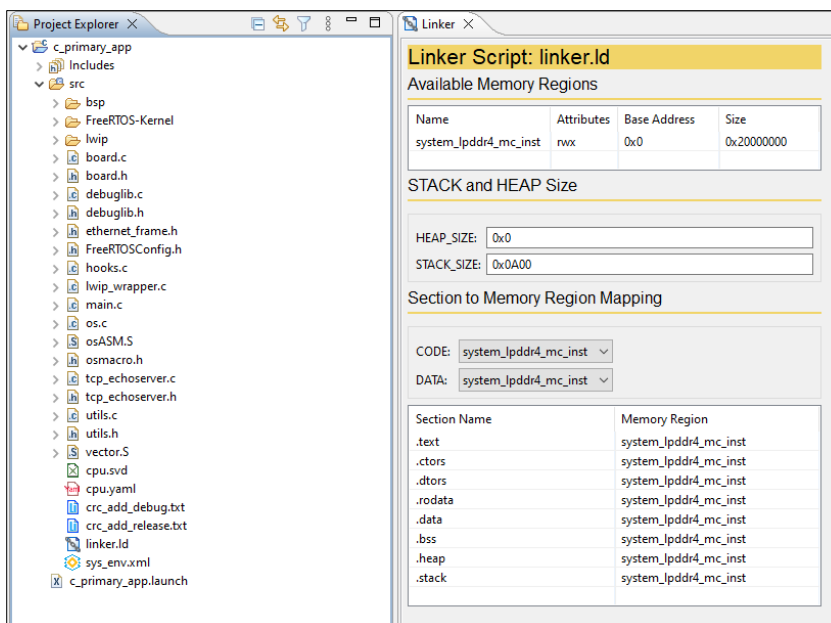 Project Explorer
c_primary_app
Includes
src
bsp
FreeRTOS-Kernel
lwip
board.c
board.h
debuglib.c
debuglib.h
ethernet_frame.h
FreeRTOSConfig.h
hooks.c
lwip_wrapper.c
main.c
os.c
osASM.S
osmacro.h
tcp_echoserver.c
tcp_echoserver.h
utils.c
utils.h
vector.S
cpu.svd
cpu.yaml
crc_add_debug.txt
crc_add_release.txt
linker.ld
sys_env.xml
c_primary_app.launch
Linker
Linker Script: linker.ld
Available Memory Regions
Name Attributes Base Address Size
system_lpddr4_mc_inst rwx 0x0 0x20000000
STACK and HEAP Size
HEAP_SIZE: 0x0
STACK_SIZE: 0x0A00
Section to Memory Region Mapping
CODE: system_lpddr4_mc_inst
DATA: system_lpddr4_mc_inst
Section Name Memory Region
.text system_lpddr4_mc_inst
.ctors system_lpddr4_mc_inst
.dtors system_lpddr4_mc_inst
.rodata system_lpddr4_mc_inst
.data system_lpddr4_mc_inst
.bss system_lpddr4_mc_inst
.heap system_lpddr4_mc_inst
.stack system_lpddr4_mc_inst